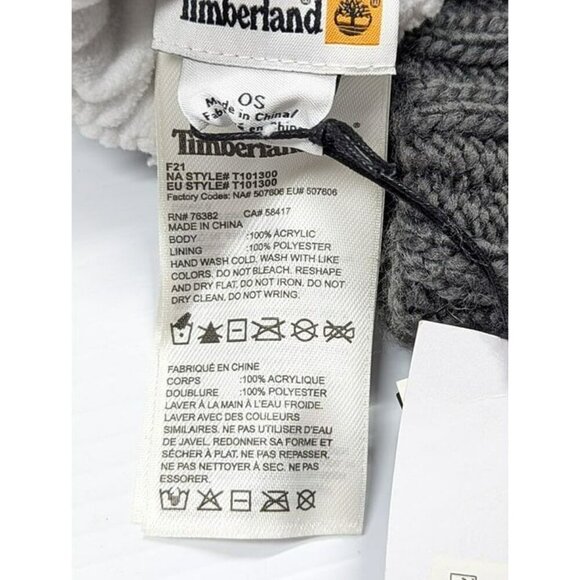 Timberland®
OS
Made in China/
Timberland®
F21
NA STYLE# T101300
EU STYLE# T101300
Factory Codes: NA# 507606 EU# 507606
RN# 76382 CA# 58417
MADE IN CHINA
BODY :100% ACRYLIC
LINING :100% POLYESTER
HAND WASH COLD. WASH WITH LIKE
COLORS. DO NOT BLEACH. RESHAPE
AND DRY FLAT. DO NOT IRON. DO NOT
DRY CLEAN. DO NOT WRING.
FABRIQUÉ EN CHINE
CORPS :100% ACRYLIQUE
DOUBLURE :100% POLYESTER
LAVER À LA MAIN À L'EAU FROIDE.
LAVER AVEC DES COULEURS
SIMILAIRES. NE PAS UTILISER D'EAU
DE JAVEL. REDONNER SA FORME ET
SÉCHER À PLAT. NE PAS REPASSER.
NE PAS NETTOYER À SEC. NE PAS
ESSORER.